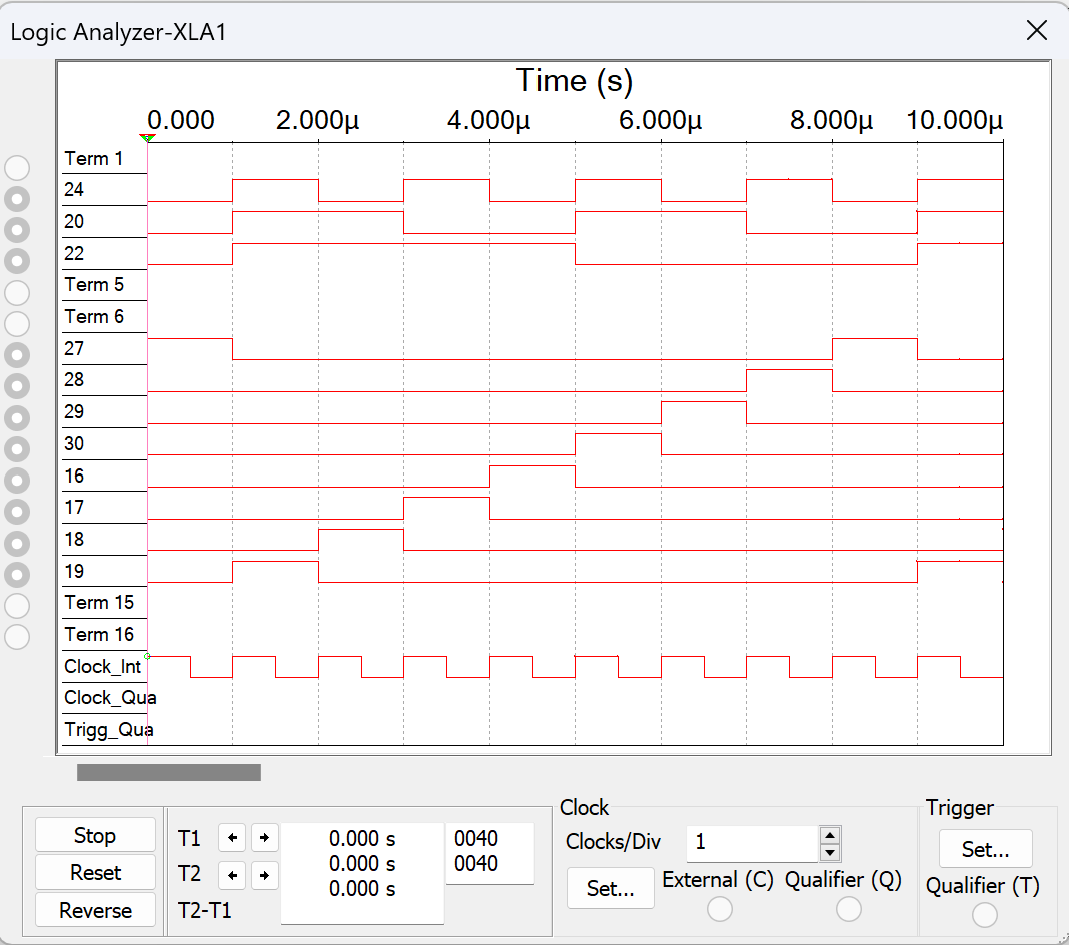 Logic Analyzer-XLA1
Time (s)
0.000 2.000µ 4.000µ 6.000µ 8.000µ 10.000µ
Term 1
24
20
22
Term 5
Term 6
27
28
29
30
16
17
18
19
Term 15
Term 16
Clock_Int
Clock_Qua
Trigg_Qua
Stop
Reset
Reverse
T1 0.000 s 0040
T2 0.000 s 0040
T2-T1 0.000 s
Clock
Clocks/Div 1
Set...
External (C) Qualifier (Q)
Trigger
Set...
Qualifier (T)